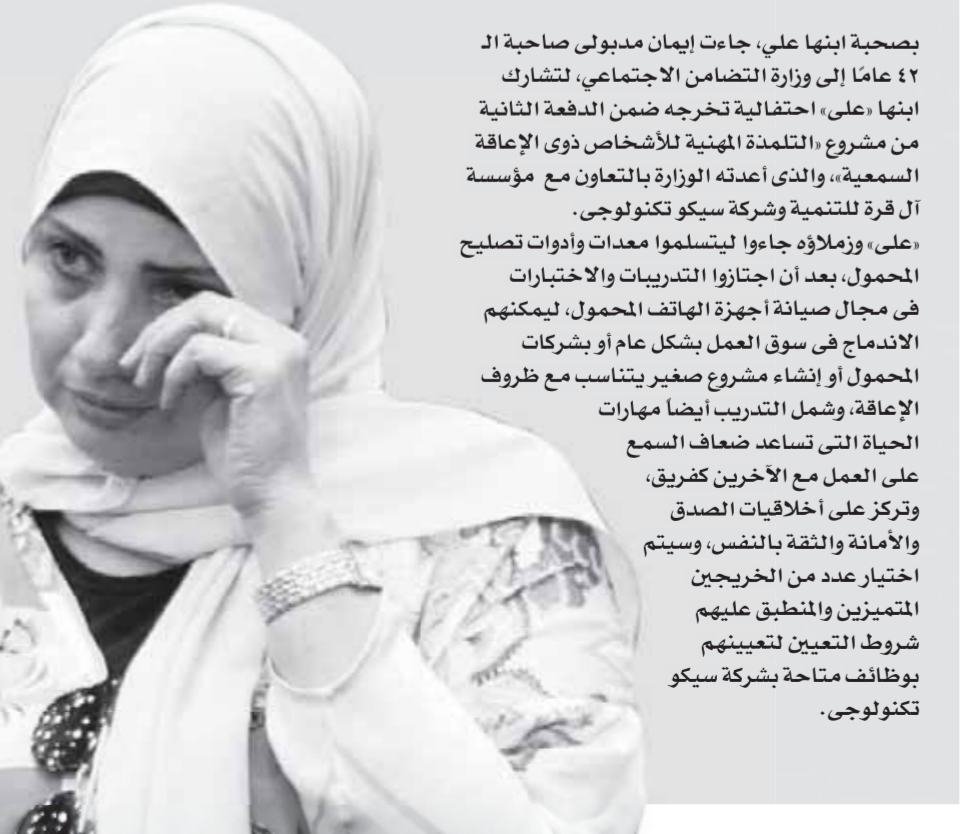 بصحبة ابنها علي، جاءت إيمان مدبولى صاحبة الـ
٤٢ عامًا إلى وزارة التضامن الاجتماعي، لتشارك
ابنها «على» احتفالية تخرجه ضمن الدفعة الثانية
من مشروع «التلمذة المهنية للأشخاص ذوى الإعاقة
السمعية»، والذى أعدته الوزارة بالتعاون مع مؤسسة
آل قرة للتنمية وشركة سيكو تكنولوجى.
«على» وزملاؤه جاءوا ليتسلموا معدات وأدوات تصليح
المحمول، بعد أن اجتازوا التدريبات والاختبارات
فى مجال صيانة أجهزة الهاتف المحمول، ليمكنهم
الاندماج فى سوق العمل بشكل عام أو بشركات
المحمول أو إنشاء مشروع صغير يتناسب مع ظروف
الإعاقة، وشمل التدريب أيضاً مهارات
الحياة التى تساعد ضعاف السمع
على العمل مع الآخرين كفريق،
وتركز على أخلاقيات الصدق
والأمانة والثقة بالنفس، وسيتم
اختيار عدد من الخريجين
المتميزين والمنطبق عليهم
شروط التعيين لتعيينهم
بوظائف متاحة بشركة سيكو
تكنولوجى.